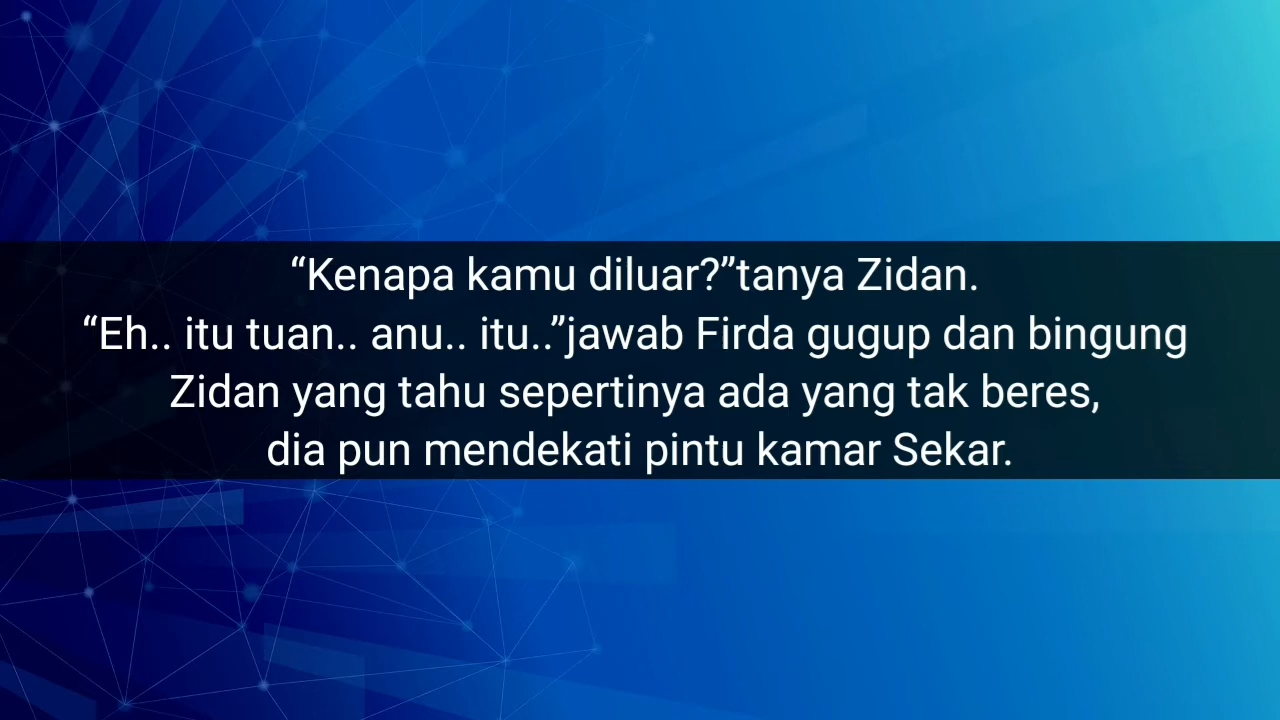 “Kenapa kamu diluar?”tanya Zidan.
“Eh.. itu tuan.. anu.. itu..”jawab Firda gugup dan bingung
Zidan yang tahu sepertinya ada yang tak beres,
dia pun mendekati pintu kamar Sekar.